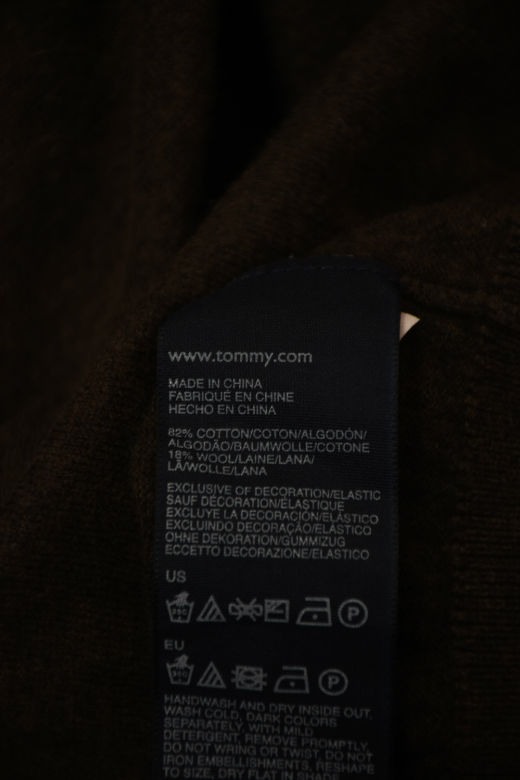 www.tommy.com
MADE IN CHINA
FABRIQUÉ EN CHINE
HECHO EN CHINA
82% COTTON/COTON/ALGODÓN/
ALGODÃO/BAUMWOLLE/COTONE
18% WOOL/LAINE/LANA/
LÃ/WOLLE/LANA
EXCLUSIVE OF DECORATION/ELASTIC
SAUF DÉCORATION/ÉLASTIQUE
EXCLUYE LA DECORACIÓN/ELÁSTICO
EXCLUINDO DECORAÇÃO/ELÁSTICO
OHNE DEKORATION/GUMMIZUG
ECCETTO DECORAZIONE/ELASTICO
US
P
EU
P
HANDWASH AND DRY INSIDE OUT,
WASH COLD, DARK COLORS
SEPARATELY, WITH MILD
DETERGENT, REMOVE PROMPTLY,
DO NOT WRING OR TWIST, DO NOT
IRON EMBELLISHMENTS, RESHAPE
TO SIZE, DRY FLAT IN SHADE